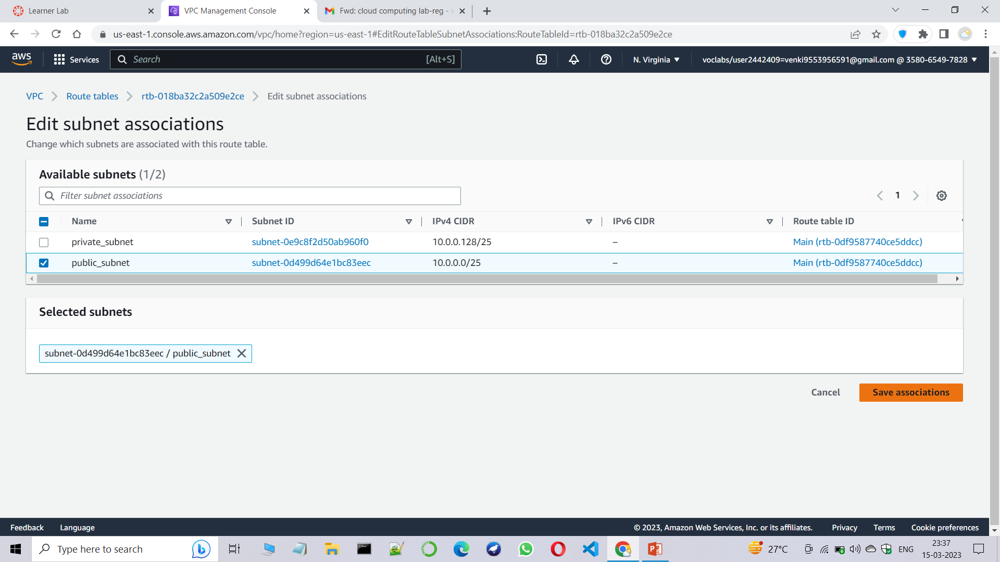 Learner Lab
VPC Management Console
Fwd: cloud computing lab-reg -
us-east-1.console.aws.amazon.com/vpc/home?region=us-east-1#EditRouteTableSubnetAssociations:RouteTableId=rtb-018ba32c2a509e2ce
aws
Services
Search
[Alt+S]
N. Virginia
voclabs/user2442409=venki9553956591@gmail.com @ 3580-6549-7828
VPC
Route tables
rtb-018ba32c2a509e2ce
Edit subnet associations
Edit subnet associations
Change which subnets are associated with this route table.
Available subnets (1/2)
Filter subnet associations
1
Name
Subnet ID
IPv4 CIDR
IPv6 CIDR
Route table ID
private_subnet
subnet-0e9c8f2d50ab960f0
10.0.0.128/25
–
Main (rtb-0df9587740ce5ddcc)
public_subnet
subnet-0d499d64e1bc83eec
10.0.0.0/25
–
Main (rtb-0df9587740ce5ddcc)
Selected subnets
subnet-0d499d64e1bc83eec / public_subnet
Cancel
Save associations
Feedback
Language
© 2023, Amazon Web Services, Inc. or its affiliates.
Privacy
Terms
Cookie preferences
Type here to search
27°C
ENG
23:37
15-03-2023